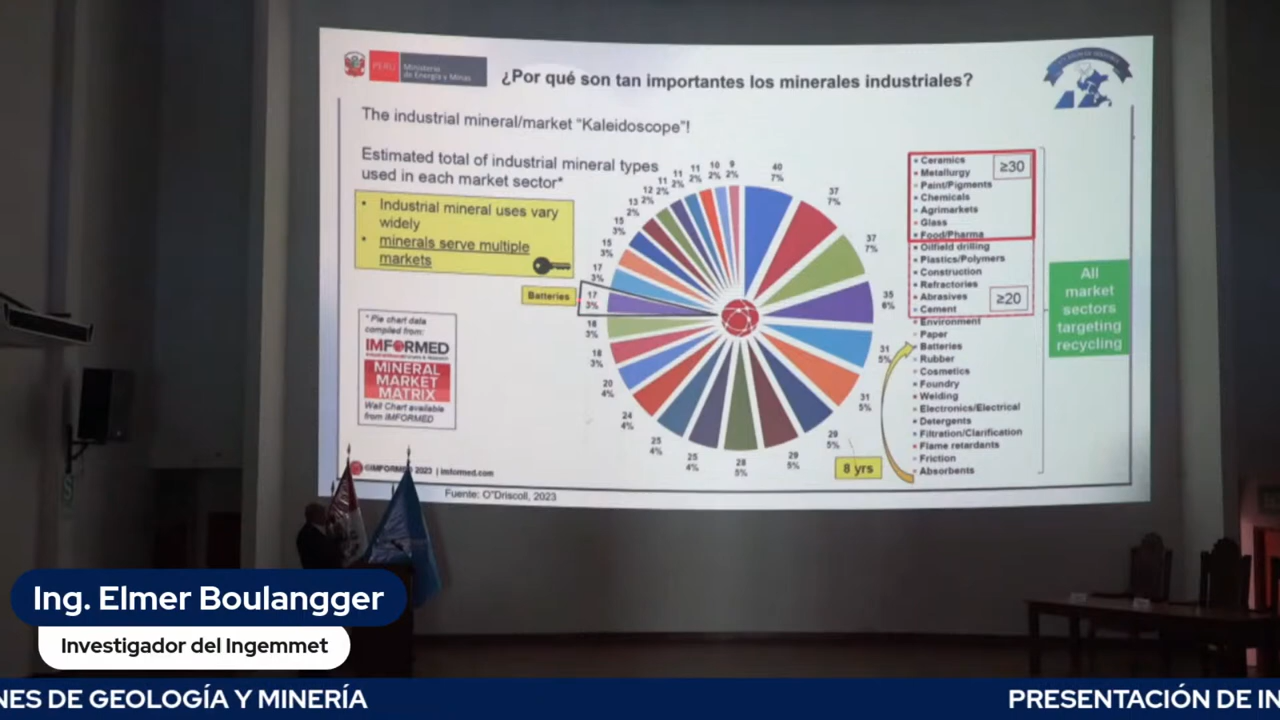 PERÚ
Ministerio
de Energía y Minas
¿Por qué son tan importantes los minerales industriales?
The industrial mineral/market “Kaleidoscope”!
Estimated total of industrial mineral types
used in each market sector*
• Industrial mineral uses vary
widely
• minerals serve multiple
markets
Batteries
* Pie chart data
compiled from:
IMFORMED
MINERAL
MARKET
MATRIX
Wall Chart available
from IMFORMED
©IMFORMED 2023 | imformed.com
Fuente: O"Driscoll, 2023
40
7%
37
7%
37
7%
35
6%
31
5%
31
5%
29
5%
29
5%
28
5%
25
4%
25
4%
24
4%
20
4%
18
3%
18
3%
17
3%
17
3%
15
3%
15
3%
13
2%
12
2%
11
2%
11
2%
11
2%
10
2%
9
2%
8 yrs
• Ceramics
• Metallurgy
• Paint/Pigments
• Chemicals
• Agrimarkets
• Glass
• Food/Pharma
≥30
• Oilfield drilling
• Plastics/Polymers
• Construction
• Refractories
• Abrasives
• Cement
≥20
• Environment
• Paper
• Batteries
• Rubber
• Cosmetics
• Foundry
• Welding
• Electronics/Electrical
• Detergents
• Filtration/Clarification
• Flame retardants
• Friction
• Absorbents
All
market
sectors
targeting
recycling
Ing. Elmer Boulangger
Investigador del Ingemmet
NES DE GEOLOGÍA Y MINERÍA
PRESENTACIÓN DE IN